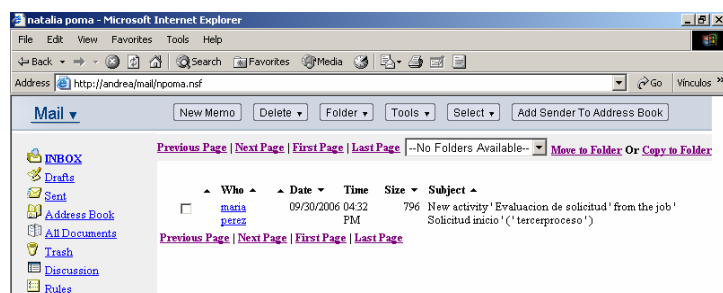 natalia poma - Microsoft Internet Explorer
File Edit View Favorites Tools Help
Back Search Favorites Media
Address http://andrea/mail/npoma.nsf Go Vínculos »
Mail New Memo Delete Folder Tools Select Add Sender To Address Book
Previous Page | Next Page | First Page | Last Page --No Folders Available-- Move to Folder Or Copy to Folder
INBOX
Drafts
Sent
Address Book
All Documents
Trash
Discussion
Rules
Who Date Time Size Subject
maria 09/30/2006 04:32 796 New activity 'Evaluacion de solicitud' from the job '
perez PM Solicitud inicio ' ( ' tercerproceso ' )
Previous Page | Next Page | First Page | Last Page